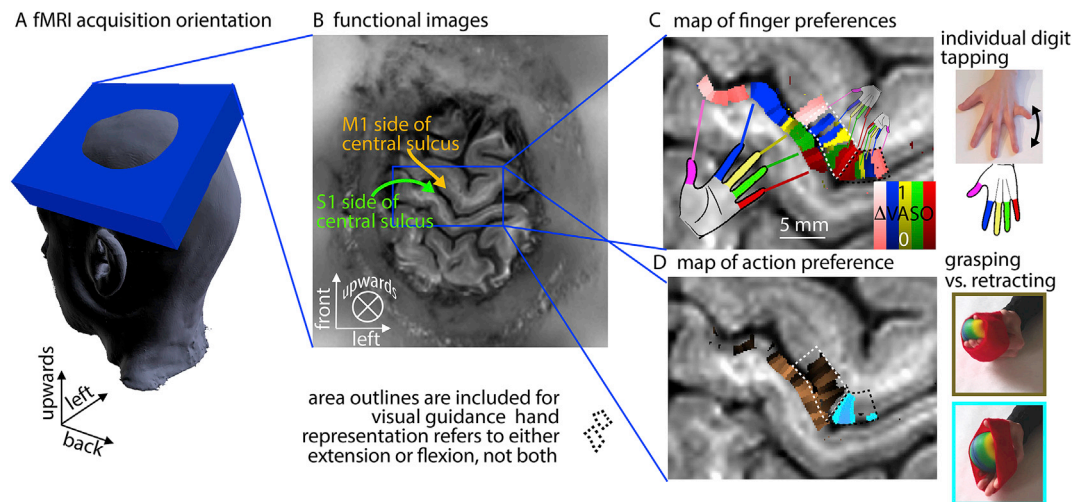 A fMRI acquisition orientation
upwards
left
back
B functional images
M1 side of
central sulcus
S1 side of
central sulcus
front
upwards
left
area outlines are included for
visual guidance hand
representation refers to either
extension or flexion, not both
C map of finger preferences
5 mm
1
ΔVASO
0
individual digit
tapping
D map of action preference
grasping
vs. retracting